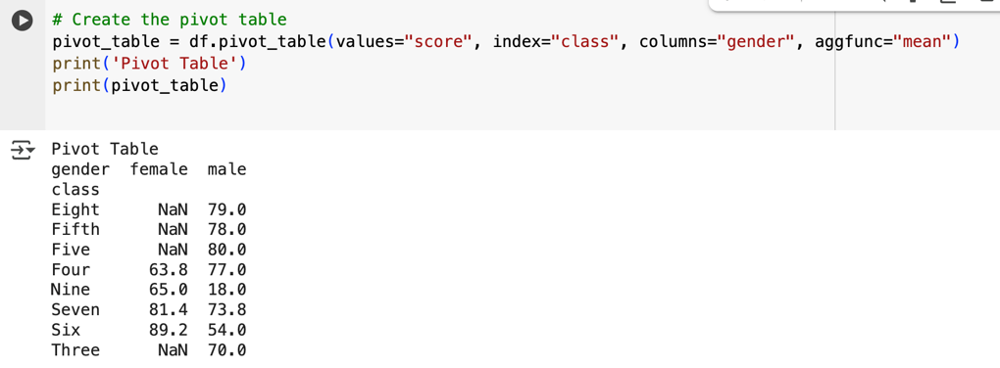 # Create the pivot table
pivot_table = df.pivot_table(values="score", index="class", columns="gender", aggfunc="mean")
print('Pivot Table')
print(pivot_table)
Pivot Table
gender  female  male
class
Eight      NaN  79.0
Fifth      NaN  78.0
Five       NaN  80.0
Four      63.8  77.0
Nine      65.0  18.0
Seven     81.4  73.8
Six       89.2  54.0
Three      NaN  70.0